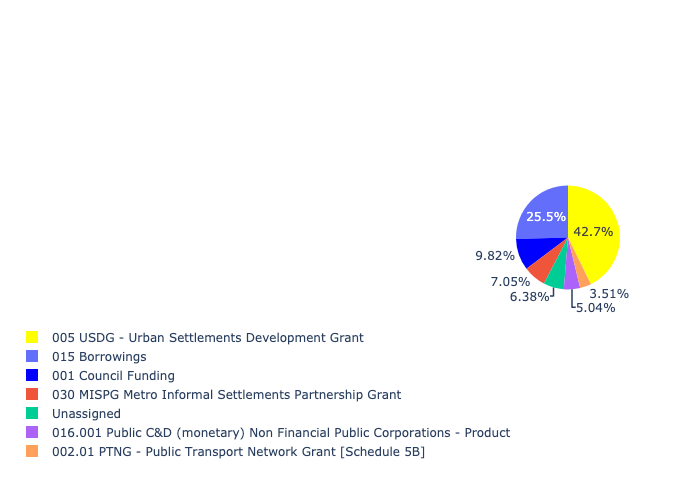 25.5%
42.7%
9.82%
7.05%
6.38%
3.51%
5.04%
005 USDG - Urban Settlements Development Grant
015 Borrowings
001 Council Funding
030 MISPG Metro Informal Settlements Partnership Grant
Unassigned
016.001 Public C&D (monetary) Non Financial Public Corporations - Product
002.01 PTNG - Public Transport Network Grant [Schedule 5B]